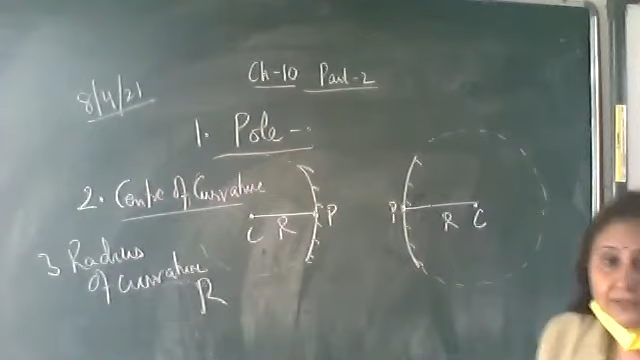 Ch-10 Part-2
8/4/21
1. Pole -:
2. Centre of Curvature
3 Radius
of curvature
R
C R P
P R C